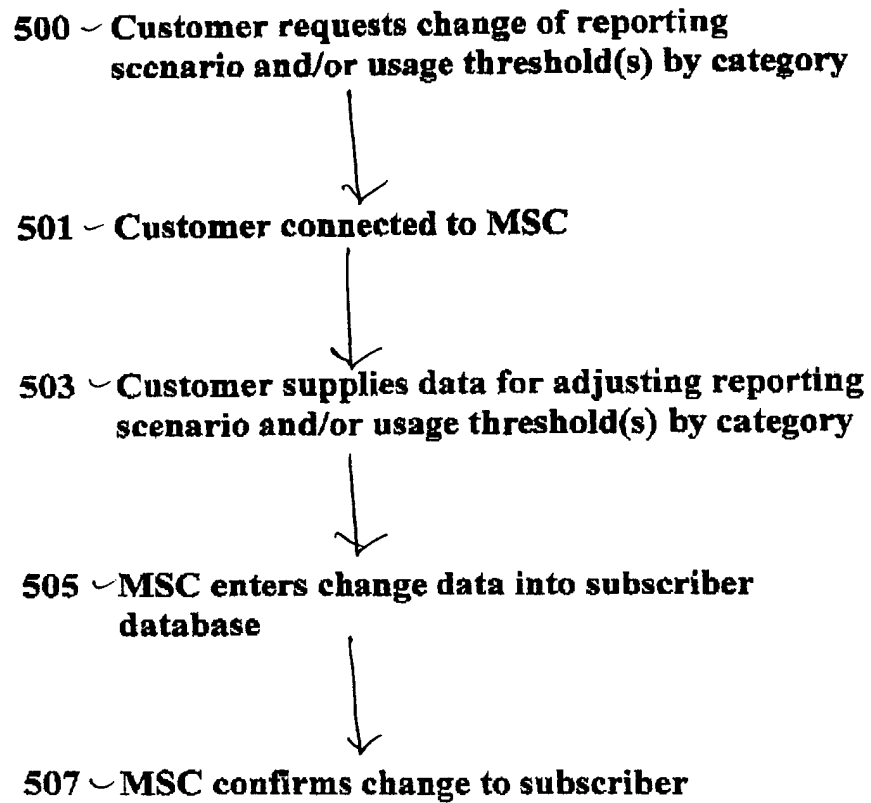 500 Customer requests change of reporting
scenario and/or usage threshold(s) by category
501 Customer connected to MSC
503 Customer supplies data for adjusting reporting
scenario and/or usage threshold(s) by category
505 MSC enters change data into subscriber
database
507 MSC confirms change to subscriber